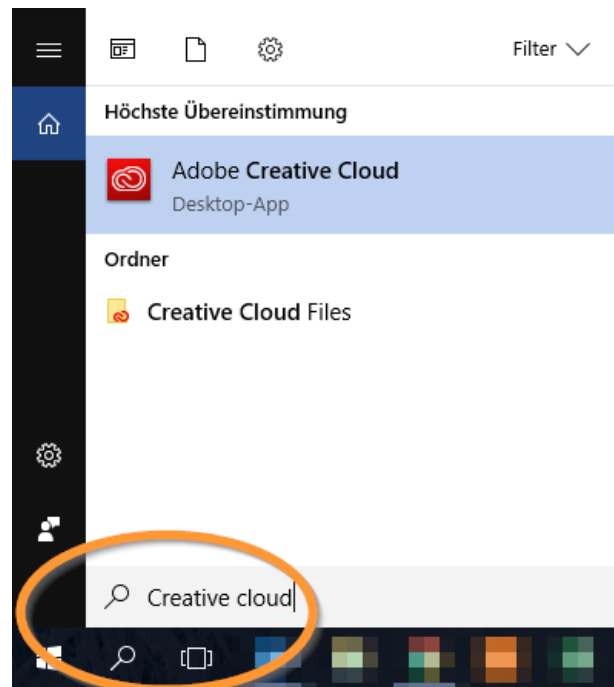 Filter
Höchste Übereinstimmung
Adobe Creative Cloud
Desktop-App
Ordner
Creative Cloud Files
Creative cloud